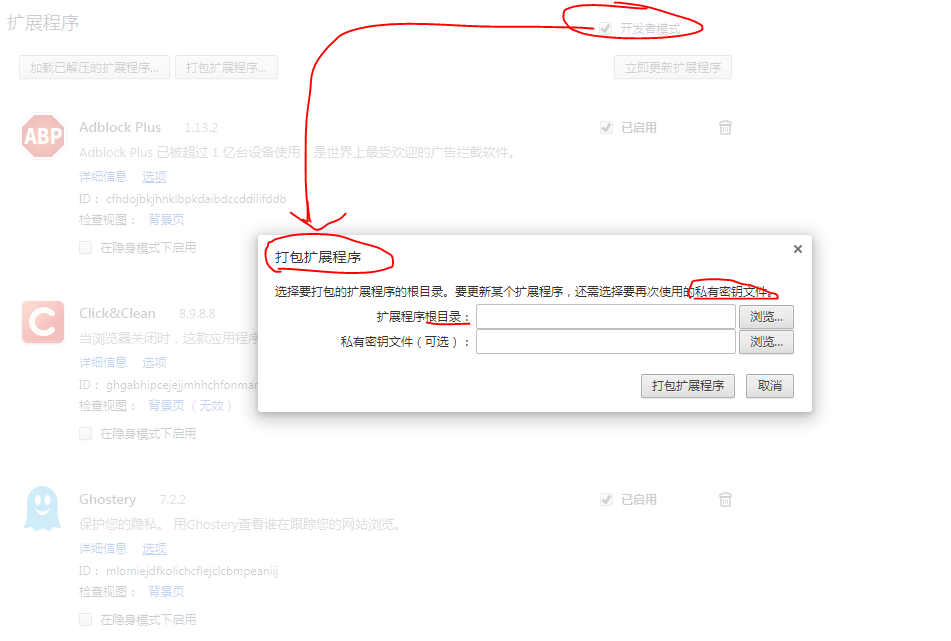 扩展程序
开发者模式
加载已解压的扩展程序...
打包扩展程序...
立即更新扩展程序
ABP
Adblock Plus 1.13.2
已启用
Adblock Plus 已被超过 1 亿台设备使用 是世界上最受欢迎的广告拦截软件。
详细信息 选项
ID： cfhdojbkjhnklbpkdaibdccddilifddb
检查视图： 背景页
在隐身模式下启用
打包扩展程序
选择要打包的扩展程序的根目录。要更新某个扩展程序，还需选择要再次使用的私有密钥文件。
扩展程序根目录：
浏览...
私有密钥文件（可选）：
浏览...
打包扩展程序
取消
Click&Clean 8.9.8.8
当浏览器关闭时，这款应用程序
详细信息 选项
ID： ghgabhipcejejjmhhchfonmar
检查视图： 背景页（无效）
在隐身模式下启用
Ghostery 7.2.2
已启用
保护您的隐私。 用Ghostery查看谁在跟踪您的网站浏览。
详细信息 选项
ID： mlomiejdfkolichcflejclcbmpeaniij
检查视图： 背景页
在隐身模式下启用